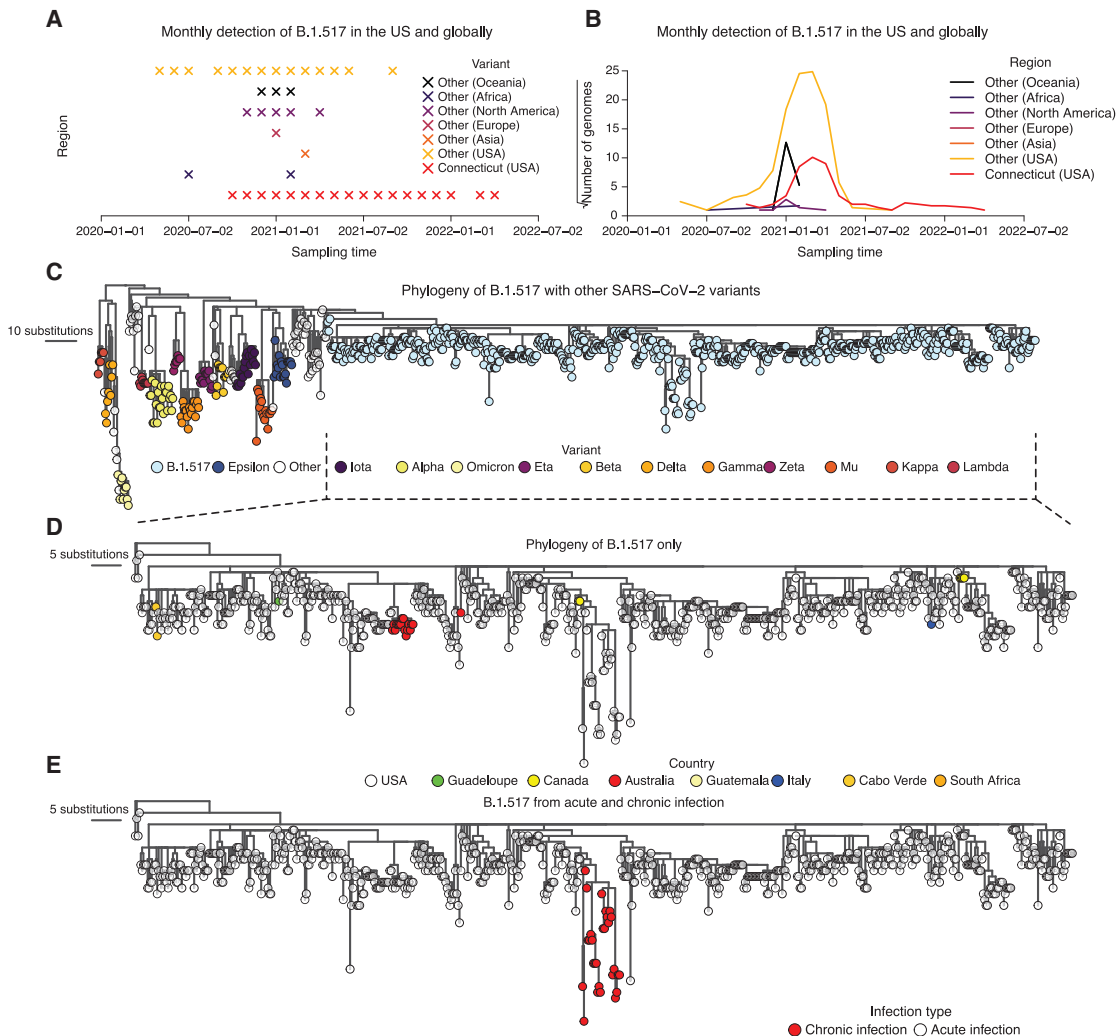 A
Monthly detection of B.1.517 in the US and globally
Variant
Other (Oceania)
Other (Africa)
Other (North America)
Other (Europe)
Other (Asia)
Other (USA)
Connecticut (USA)
Region
2020−01−01
2020−07−02
2021−01−01
2021−07−02
2022−01−01
2022−07−02
Sampling time
B
Monthly detection of B.1.517 in the US and globally
Region
Other (Oceania)
Other (Africa)
Other (North America)
Other (Europe)
Other (Asia)
Other (USA)
Connecticut (USA)
√Number of genomes
25
20
15
10
5
0
2020−01−01
2020−07−02
2021−01−01
2021−07−02
2022−01−01
2022−07−02
Sampling time
C
Phylogeny of B.1.517 with other SARS−CoV−2 variants
10 substitutions
Variant
B.1.517 Epsilon Other Iota Alpha Omicron Eta Beta Delta Gamma Zeta Mu Kappa Lambda
D
Phylogeny of B.1.517 only
5 substitutions
Country
USA Guadeloupe Canada Australia Guatemala Italy Cabo Verde South Africa
E
B.1.517 from acute and chronic infection
5 substitutions
Infection type
Chronic infection Acute infection